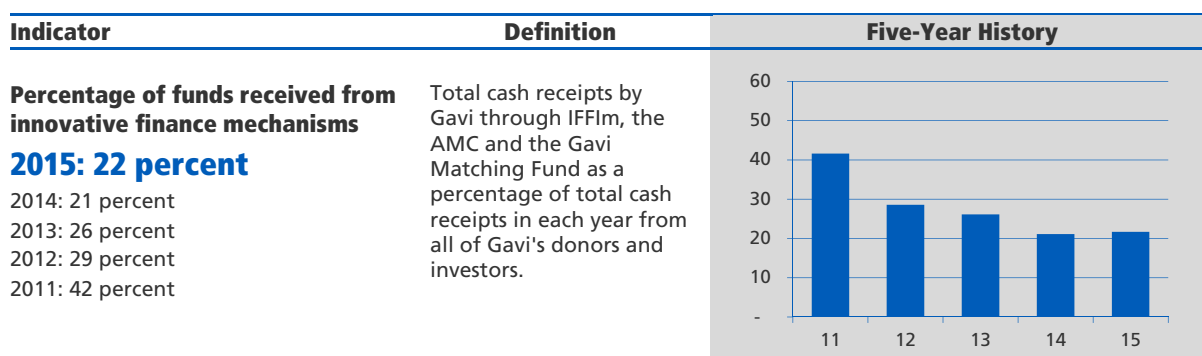 Indicator
Definition
Five-Year History
Percentage of funds received from
innovative finance mechanisms
2015: 22 percent
2014: 21 percent
2013: 26 percent
2012: 29 percent
2011: 42 percent
Total cash receipts by
Gavi through IFFIm, the
AMC and the Gavi
Matching Fund as a
percentage of total cash
receipts in each year from
all of Gavi's donors and
investors.
60
50
40
30
20
10
-
11 12 13 14 15